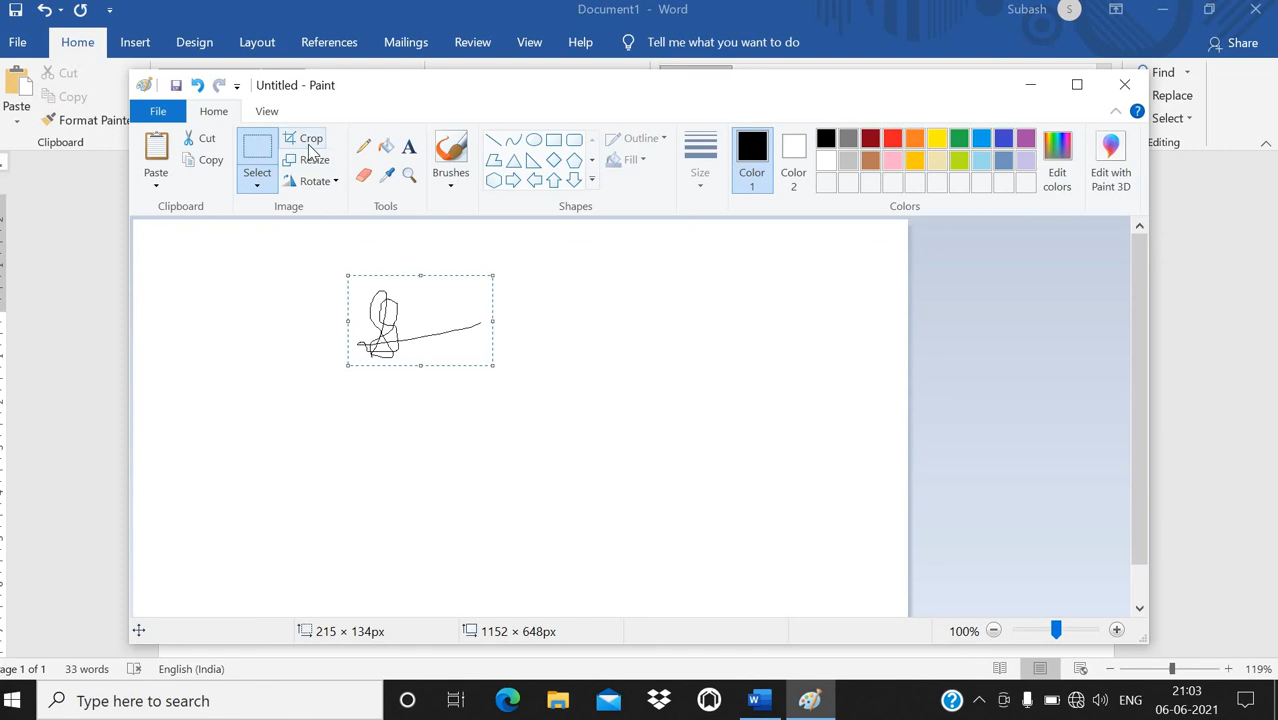 Document1 - Word
Subash S
File Home Insert Design Layout References Mailings Review View Help Tell me what you want to do Share
Paste Cut Copy Format Painte Clipboard
Find Replace Select Editing
Untitled - Paint
File Home View
Paste Cut Copy Clipboard
Select Crop Resize Rotate Image
Tools
Brushes
Outline Fill Shapes
Size
Color 1 Color 2 Edit colors Colors
Edit with Paint 3D
215 × 134px 1152 × 648px 100%
Page 1 of 1 33 words English (India) 119%
Type here to search ENG 21:03
06-06-2021